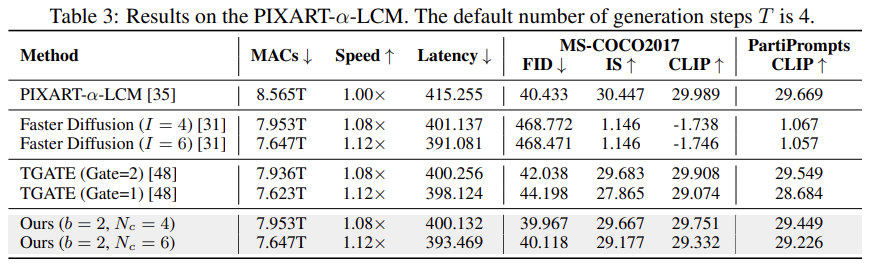 Table 3: Results on the PIXART-α-LCM. The default number of generation steps T is 4.
Method MACs ↓ Speed ↑ Latency ↓ MS-COCO2017 PartiPrompts
FID ↓ IS ↑ CLIP ↑ CLIP ↑
PIXART-α-LCM [35] 8.565T 1.00× 415.255 40.433 30.447 29.989 29.669
Faster Diffusion (I = 4) [31] 7.953T 1.08× 401.137 468.772 1.146 -1.738 1.067
Faster Diffusion (I = 6) [31] 7.647T 1.12× 391.081 468.471 1.146 -1.746 1.057
TGATE (Gate=2) [48] 7.936T 1.08× 400.256 42.038 29.683 29.908 29.549
TGATE (Gate=1) [48] 7.623T 1.12× 398.124 44.198 27.865 29.074 28.684
Ours (b = 2, N_c = 4) 7.953T 1.08× 400.132 39.967 29.667 29.751 29.449
Ours (b = 2, N_c = 6) 7.647T 1.12× 393.469 40.118 29.177 29.332 29.226